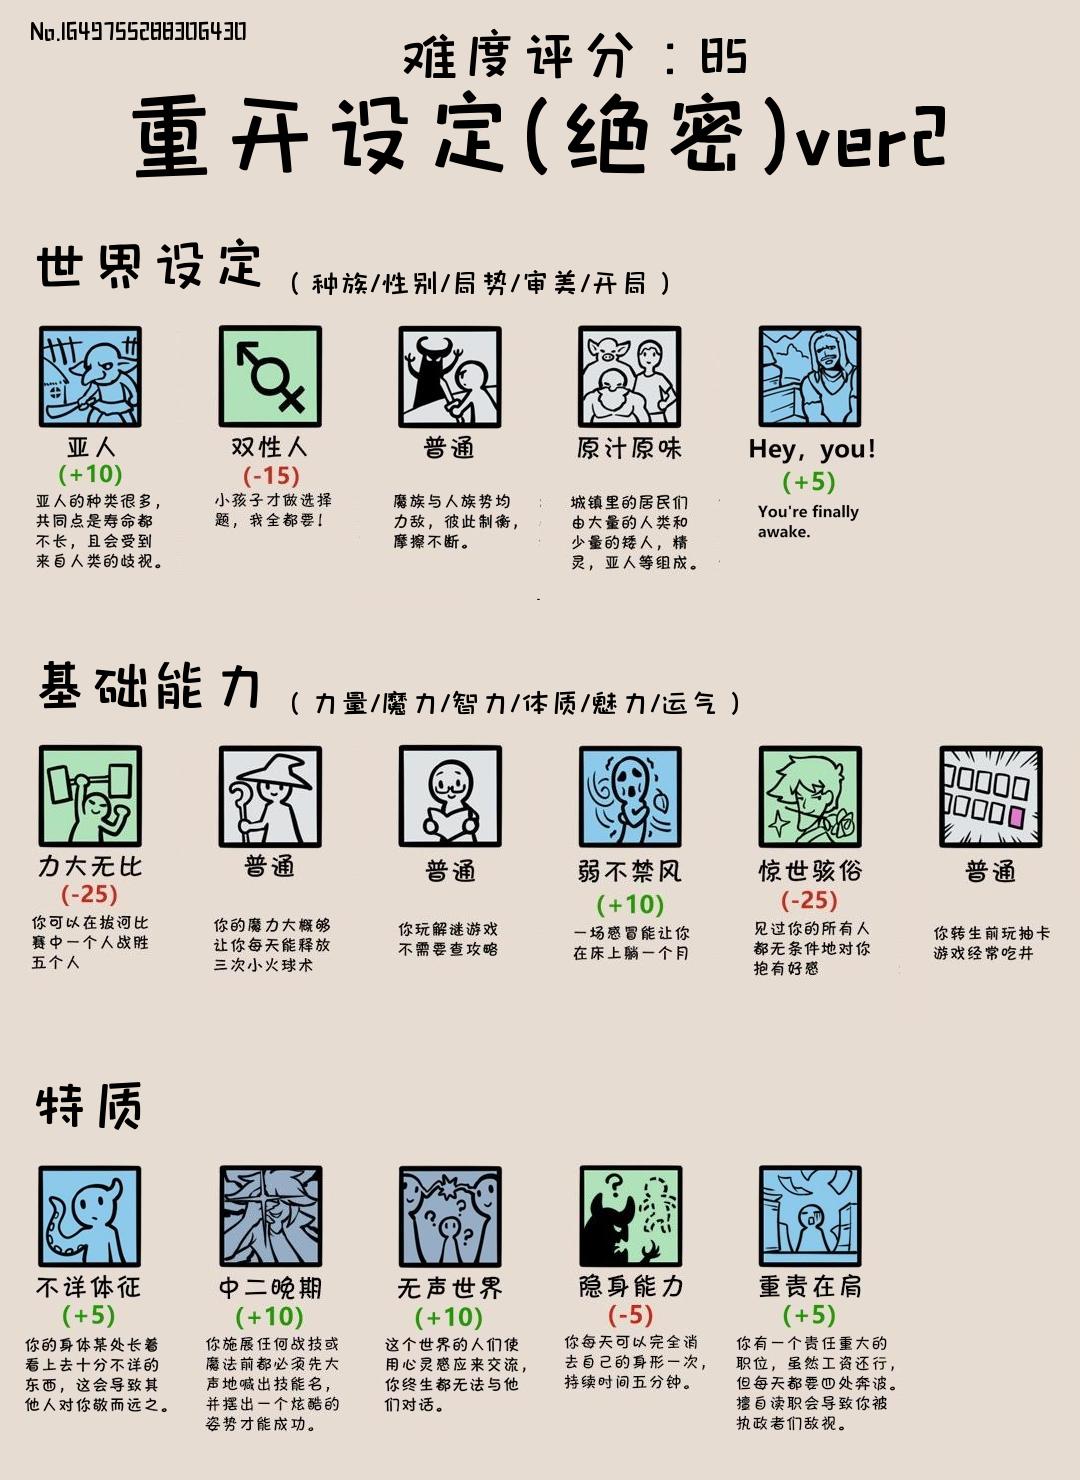 No.1649755288306430
难度评分：85
重开设定(绝密)ver2
世界设定（种族/性别/局势/审美/开局）
亚人
(+10)
亚人的种类很多，
共同点是寿命都
不长，且会受到
来自人类的歧视。
双性人
(-15)
小孩子才做选择
题，我全都要！
普通
魔族与人族势均
力敌，彼此制衡，
摩擦不断。
原汁原味
城镇里的居民们
由大量的人类和
少量的矮人，精
灵，亚人等组成。
Hey, you!
(+5)
You're finally
awake.
基础能力（力量/魔力/智力/体质/魅力/运气）
力大无比
(-25)
你可以在拔河比
赛中一个人战胜
五个人
普通
你的魔力大概够
让你每天能释放
三次小火球术
普通
你玩解谜游戏
不需要查攻略
弱不禁风
(+10)
一场感冒能让你
在床上躺一个月
惊世骇俗
(-25)
见过你的所有人
都无条件地对你
抱有好感
普通
你转生前玩抽卡
游戏经常吃井
特质
不详体征
(+5)
你的身体某处长着
看上去十分不详的
东西，这会导致其
他人对你敬而远之。
中二晚期
(+10)
你施展任何战技或
魔法前都必须先大
声地喊出技能名，
并摆出一个炫酷的
姿势才能成功。
无声世界
(+10)
这个世界的人们使
用心灵感应来交流，
你终生都无法与他
们对话。
隐身能力
(-5)
你每天可以完全消
去自己的身形一次，
持续时间五分钟。
重责在肩
(+5)
你有一个责任重大的
职位，虽然工资还行，
但每天都要四处奔波。
擅自读职会导致你被
执政者们敌视。